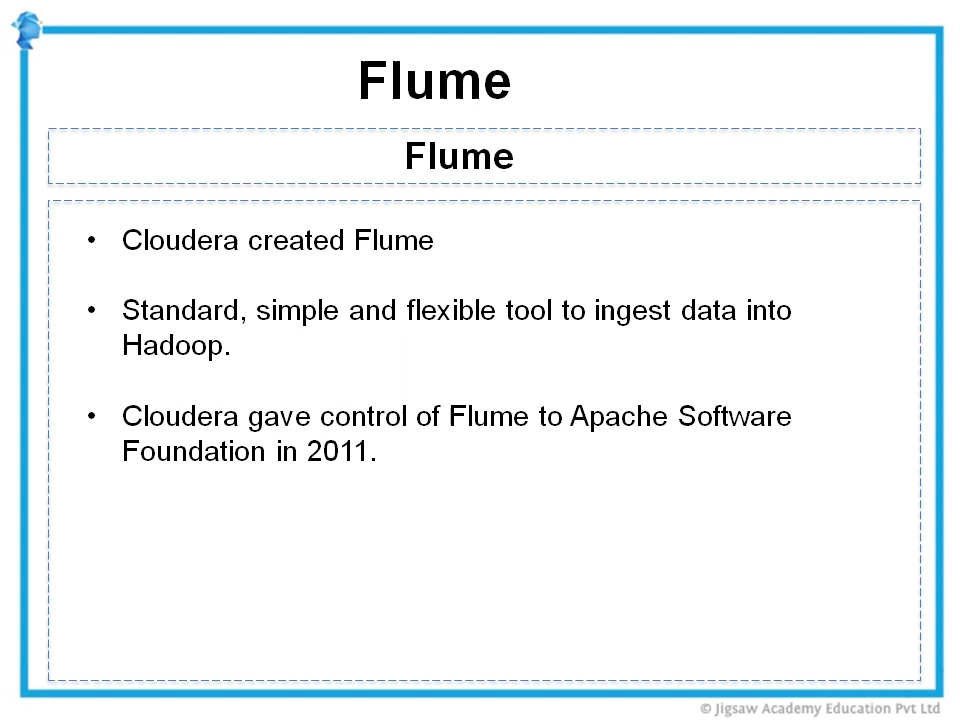 Flume
Flume
• Cloudera created Flume
• Standard, simple and flexible tool to ingest data into
Hadoop.
• Cloudera gave control of Flume to Apache Software
Foundation in 2011.
© Jigsaw Academy Education Pvt Ltd